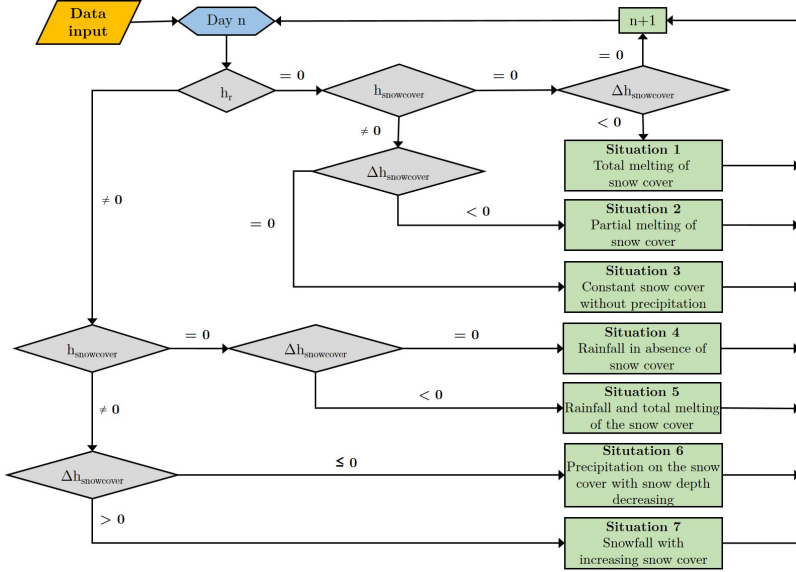 Data
input
Day n
n+1
= 0
h_r
= 0
h_snowcover
= 0
Δh_snowcover
< 0
≠ 0
Situation 1
Total melting of
snow cover
Δh_snowcover
≠ 0
< 0
Situation 2
Partial melting of
snow cover
= 0
Situation 3
Constant snow cover
without precipitation
h_snowcover
= 0
Δh_snowcover
= 0
Situation 4
Rainfall in absence of
snow cover
< 0
Situation 5
Rainfall and total melting
of the snow cover
≠ 0
Δh_snowcover
≤ 0
Situtation 6
Precipitation on the snow
cover with snow depth
decreasing
> 0
Situation 7
Snowfall with
increasing snow cover